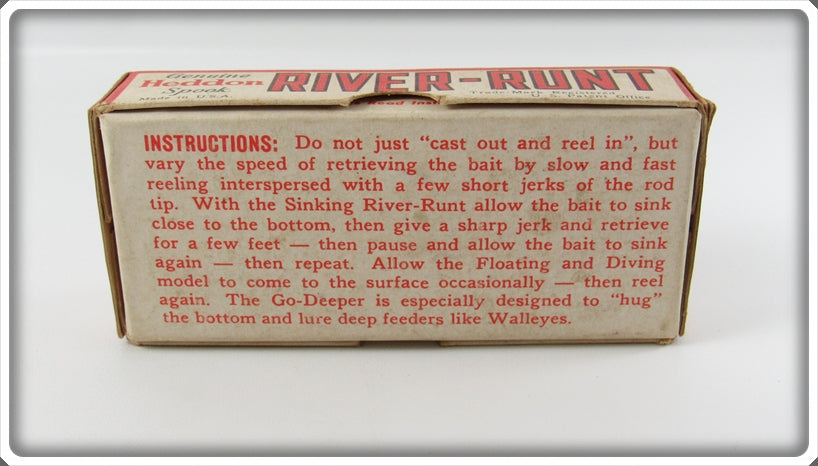 Genuine
Heddon
Spook
Made in U.S.A.
RIVER-RUNT
Trade-Mark Registered
U.S. Patent Office
Read Inst
INSTRUCTIONS: Do not just “cast out and reel in”, but
vary the speed of retrieving the bait by slow and fast
reeling interspersed with a few short jerks of the rod
tip. With the Sinking River-Runt allow the bait to sink
close to the bottom, then give a sharp jerk and retrieve
for a few feet — then pause and allow the bait to sink
again — then repeat. Allow the Floating and Diving
model to come to the surface occasionally — then reel
again. The Go-Deeper is especially designed to “hug”
the bottom and lure deep feeders like Walleyes.